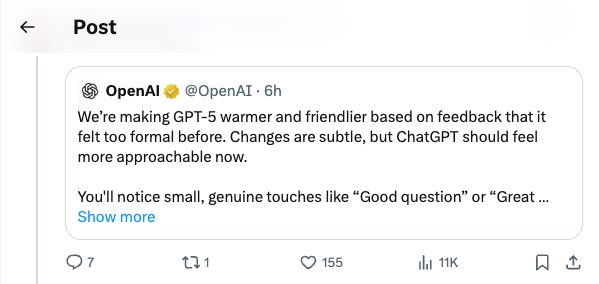 Post
OpenAI @OpenAI · 6h
We’re making GPT-5 warmer and friendlier based on feedback that it
felt too formal before. Changes are subtle, but ChatGPT should feel
more approachable now.
You'll notice small, genuine touches like “Good question” or “Great ...
Show more
7 1 155 11K